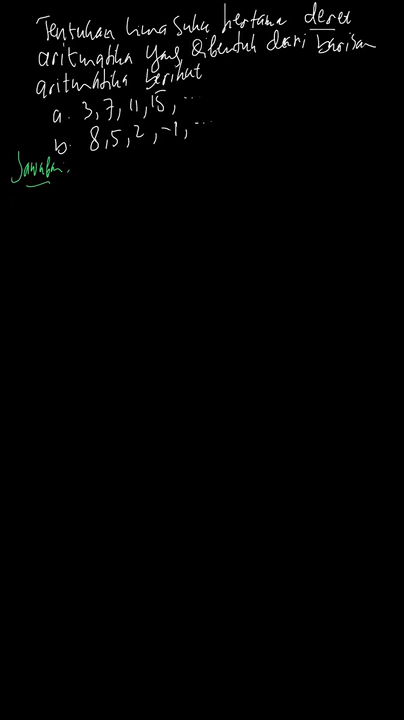 Tentukan lima suku pertama deret
aritmatika yang dibentuk dari barisan
aritmatika berikut
a. 3, 7, 11, 15, ...
b. 8, 5, 2, -1, ...
Jawaban: